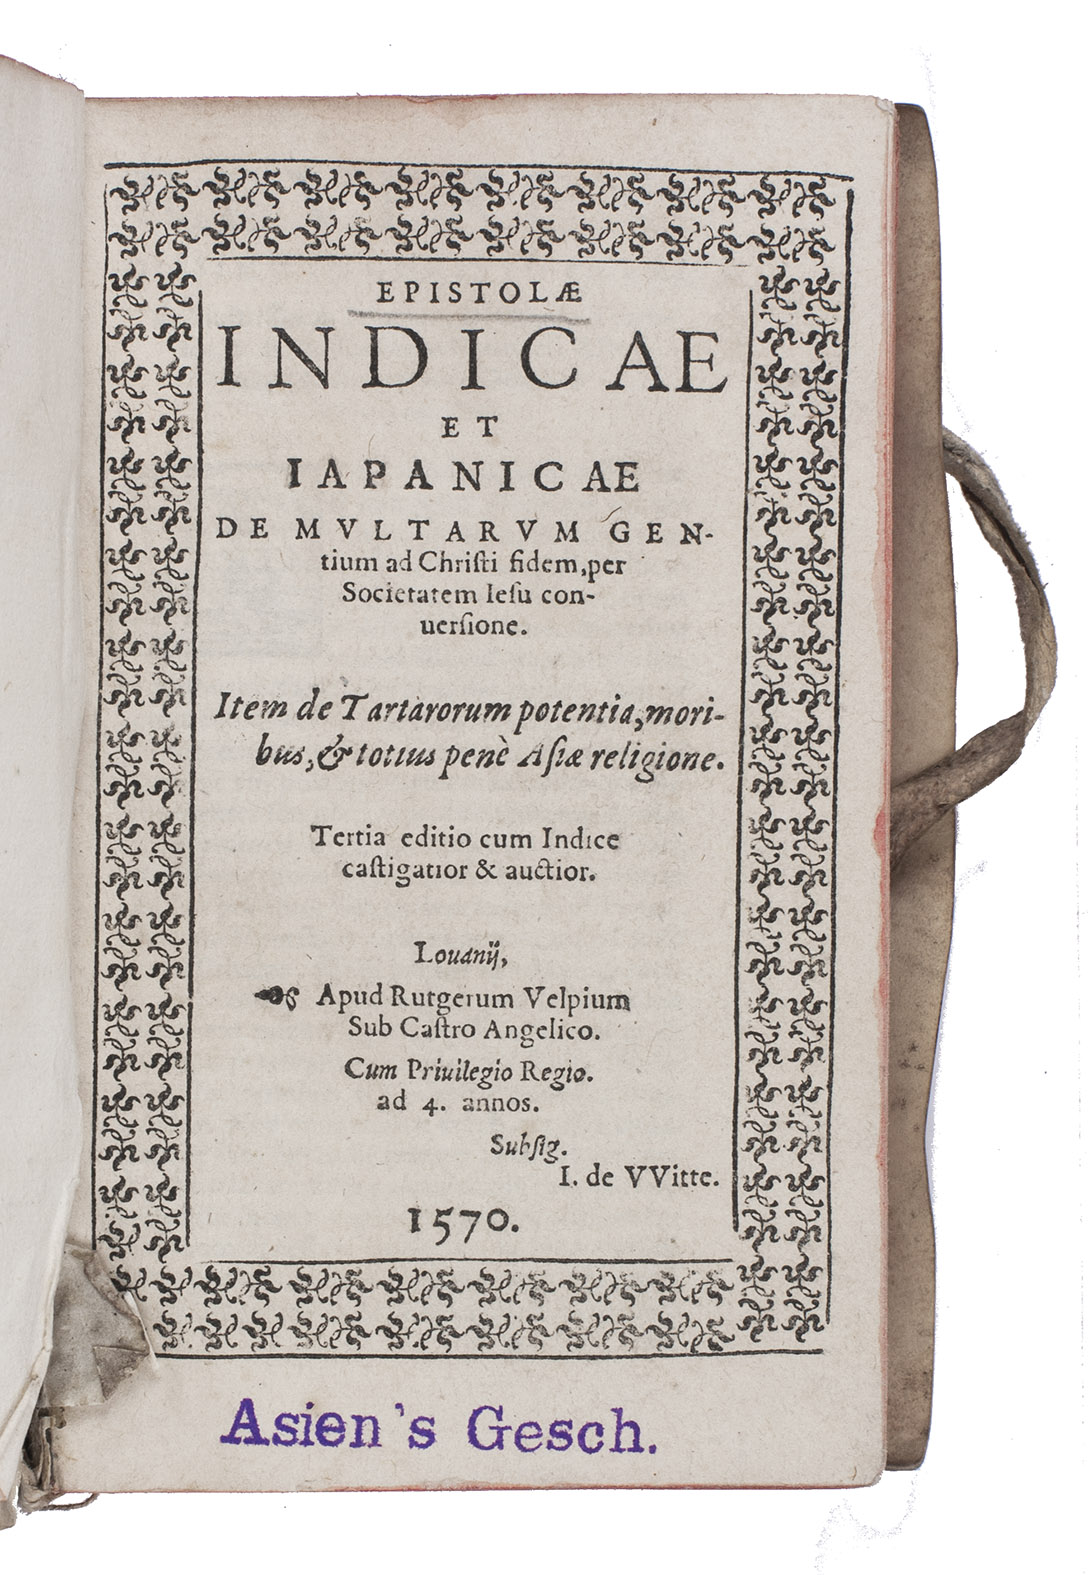 EPISTOLÆ
INDICAE
ET
IAPANICAE
DE MVLTARVM GEN-
tium ad Chriſti fidem, per
Societatem Ieſu con-
uerſione.
Item de Tartarorum potentia, mori-
bus, & totius penè Aſiæ religione.
Tertia editio cum Indice
caſtigatior & auctior.
Louanij,
☙ Apud Rutgerum Velpium
Sub Caſtro Angelico.
Cum Priuilegio Regio.
ad 4. annos.
Subſig.
I. de VVitte.
1570.
Asien's Gesch.